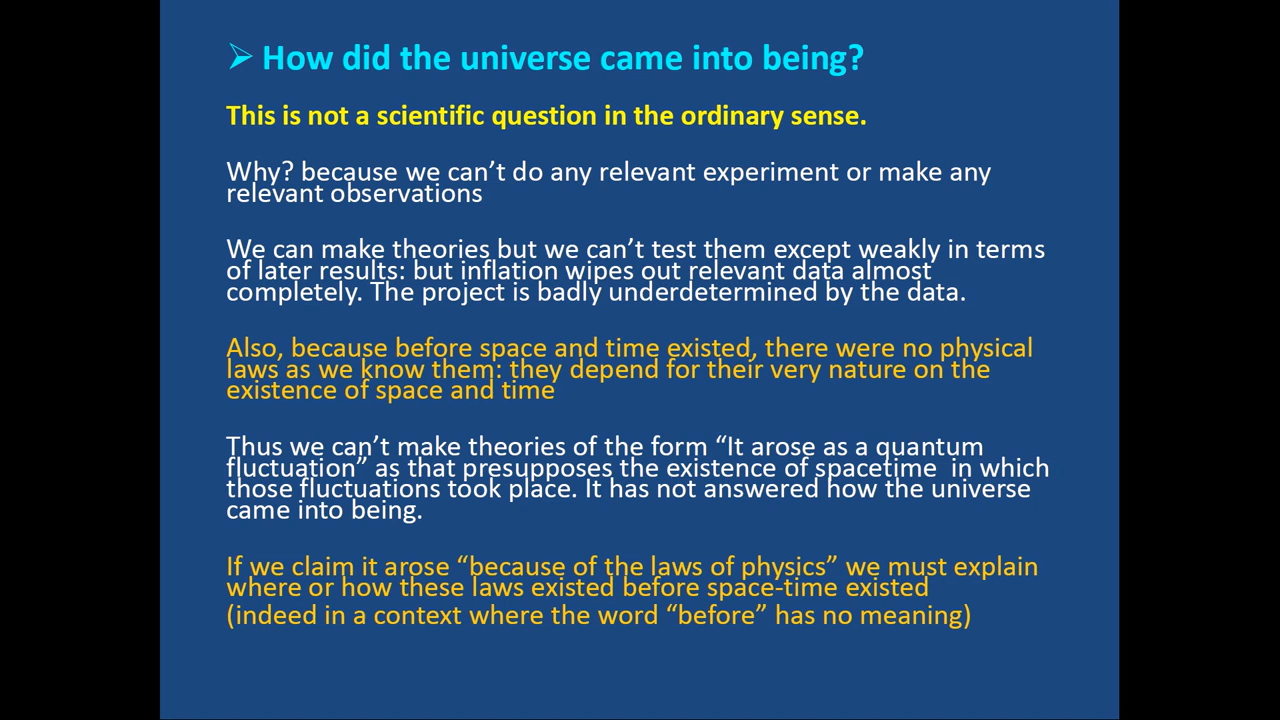 ➢ How did the universe came into being?
This is not a scientific question in the ordinary sense.
Why? because we can’t do any relevant experiment or make any
relevant observations
We can make theories but we can’t test them except weakly in terms
of later results: but inflation wipes out relevant data almost
completely. The project is badly underdetermined by the data.
Also, because before space and time existed, there were no physical
laws as we know them: they depend for their very nature on the
existence of space and time
Thus we can’t make theories of the form “It arose as a quantum
fluctuation” as that presupposes the existence of spacetime in which
those fluctuations took place. It has not answered how the universe
came into being.
If we claim it arose “because of the laws of physics” we must explain
where or how these laws existed before space-time existed
(indeed in a context where the word “before” has no meaning)